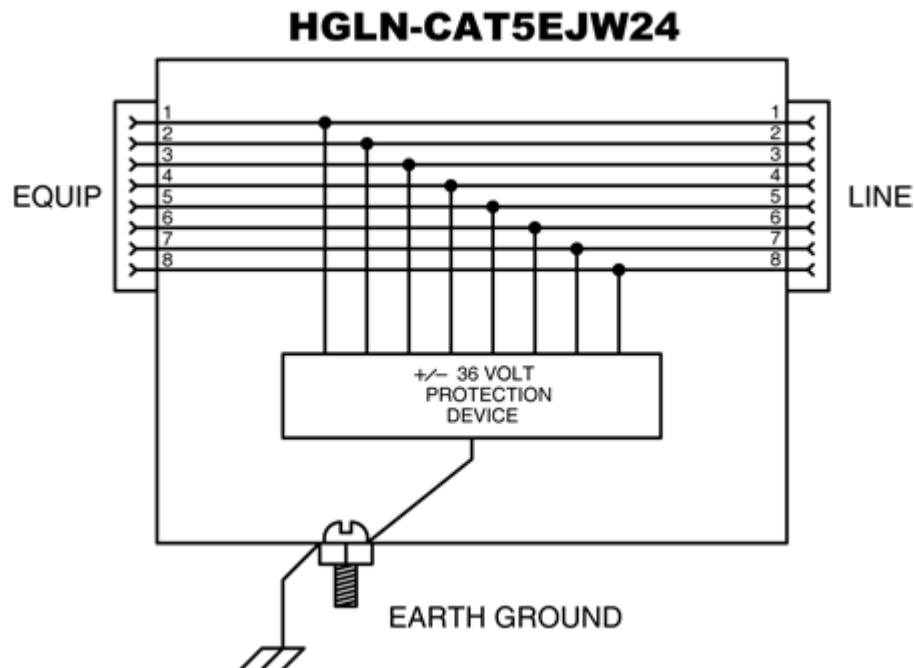 HGLN-CAT5EJW24
1 1
2 2
3 3
4 4
5 5
6 6
7 7
8 8
EQUIP LINE
+/– 36 VOLT
PROTECTION
DEVICE
EARTH GROUND